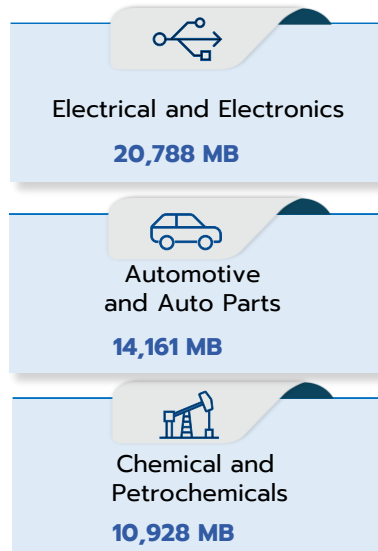 Electrical and Electronics
20,788 MB
Automotive
and Auto Parts
14,161 MB
Chemical and
Petrochemicals
10,928 MB